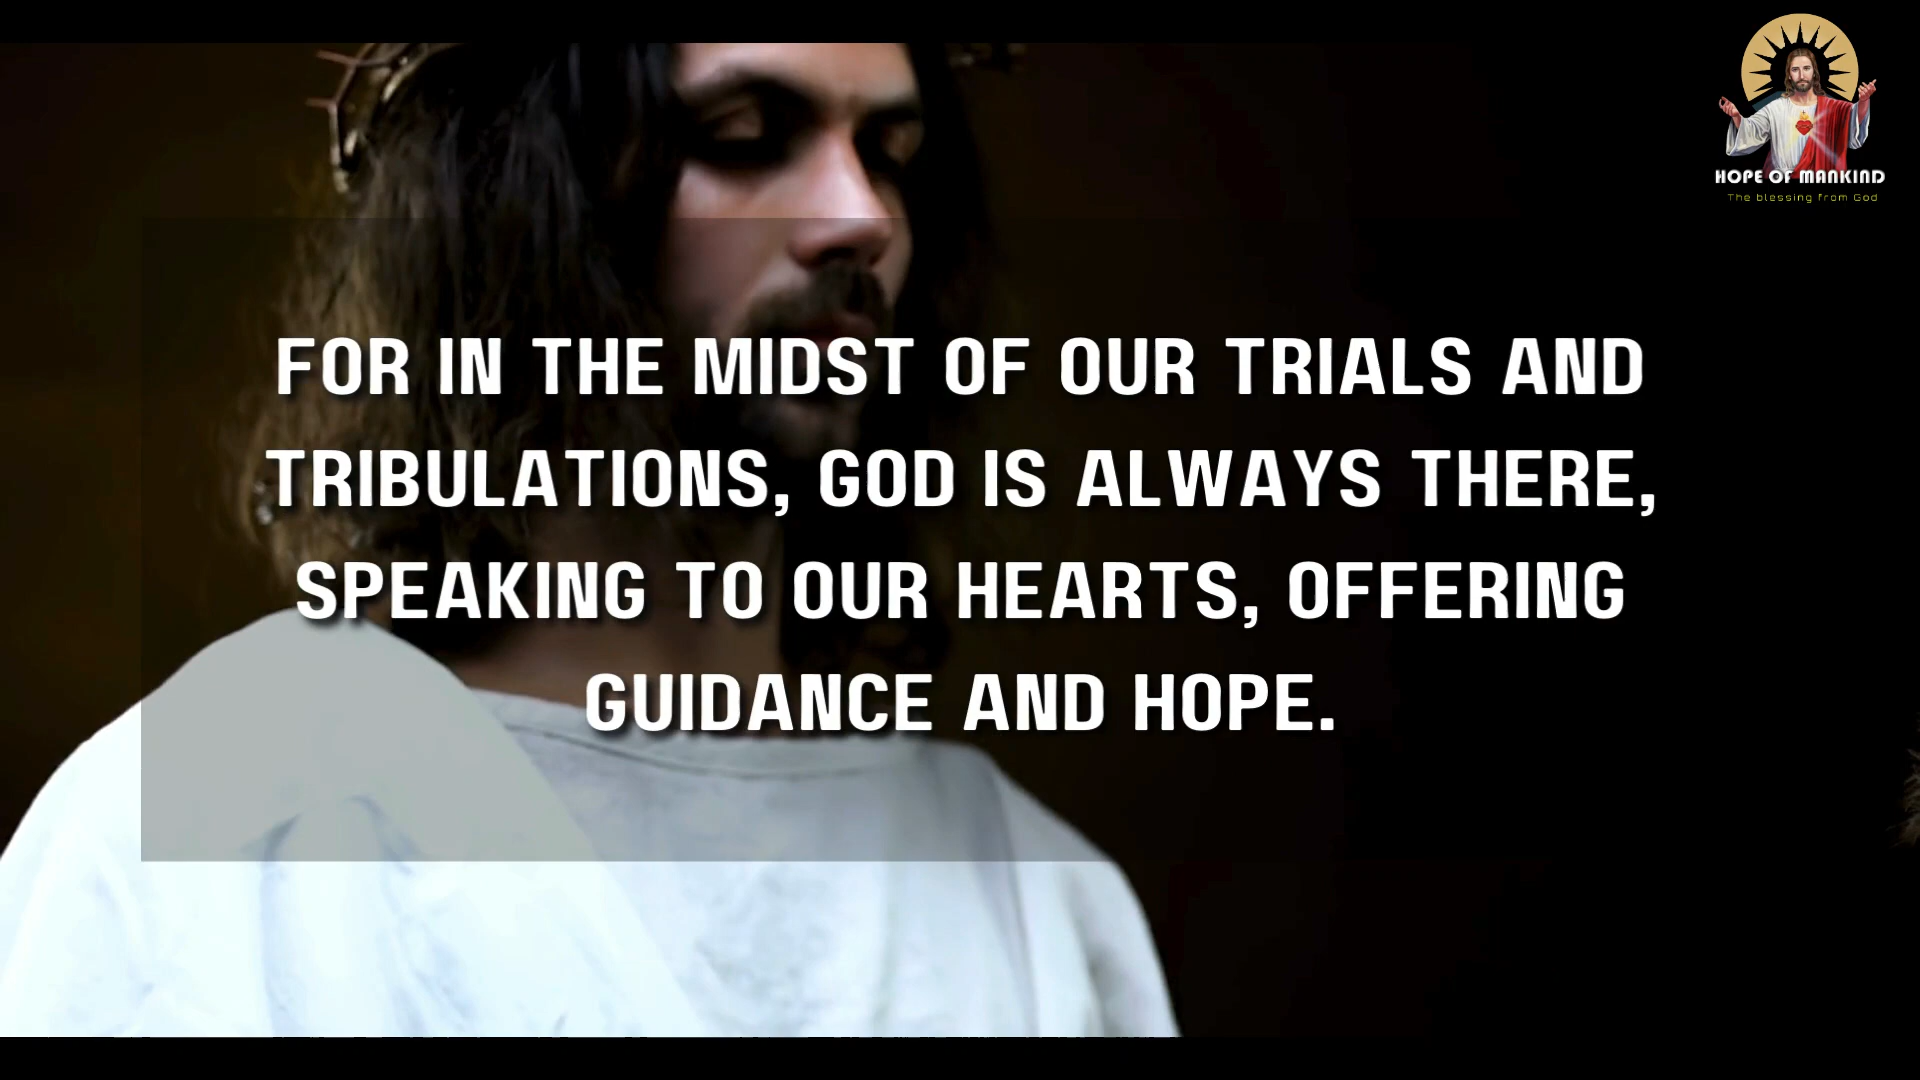 HOPE OF MANKIND
The blessing from God
FOR IN THE MIDST OF OUR TRIALS AND
TRIBULATIONS, GOD IS ALWAYS THERE,
SPEAKING TO OUR HEARTS, OFFERING
GUIDANCE AND HOPE.